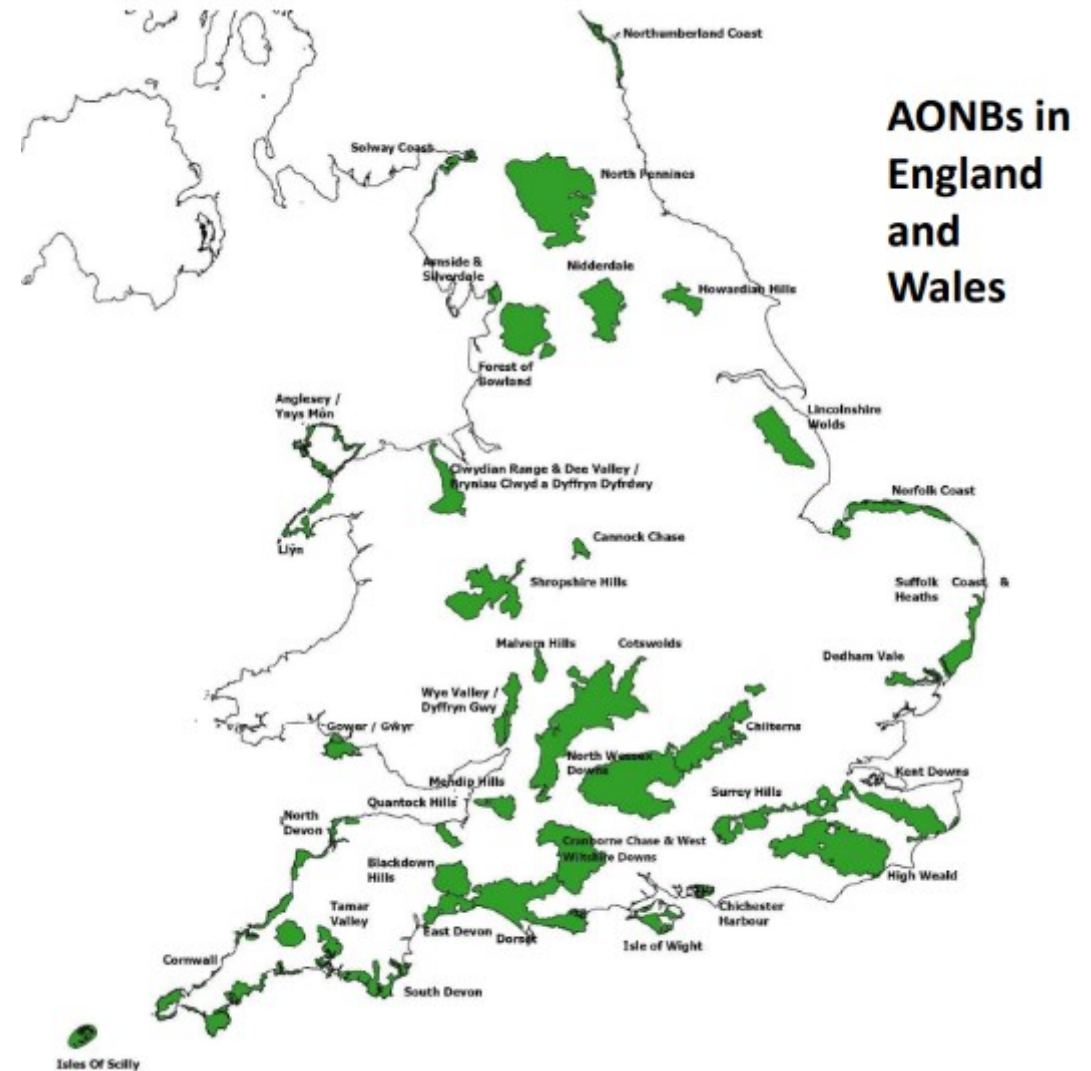 Northumberland Coast
AONBs in
England
and
Wales
Solway Coast
North Pennines
Arnside &
Silverdale
Nidderdale
Howardian Hills
Forest of
Bowland
Anglesey /
Ynys Môn
Lincolnshire
Wolds
Clwydian Range & Dee Valley /
Bryniau Clwyd a Dyffryn Dyfrdwy
Norfolk Coast
Llŷn
Cannock Chase
Shropshire Hills
Suffolk Coast &
Heaths
Malvern Hills
Cotswolds
Dedham Vale
Wye Valley /
Dyffryn Gwy
Gower / Gŵyr
Chilterns
North Wessex
Downs
Kent Downs
Mendip Hills
Surrey Hills
Quantock Hills
North
Devon
Cranborne Chase & West
Wiltshire Downs
Blackdown
Hills
High Weald
Tamar
Valley
Chichester
Harbour
East Devon
Dorset
Isle of Wight
Cornwall
South Devon
Isles Of Scilly